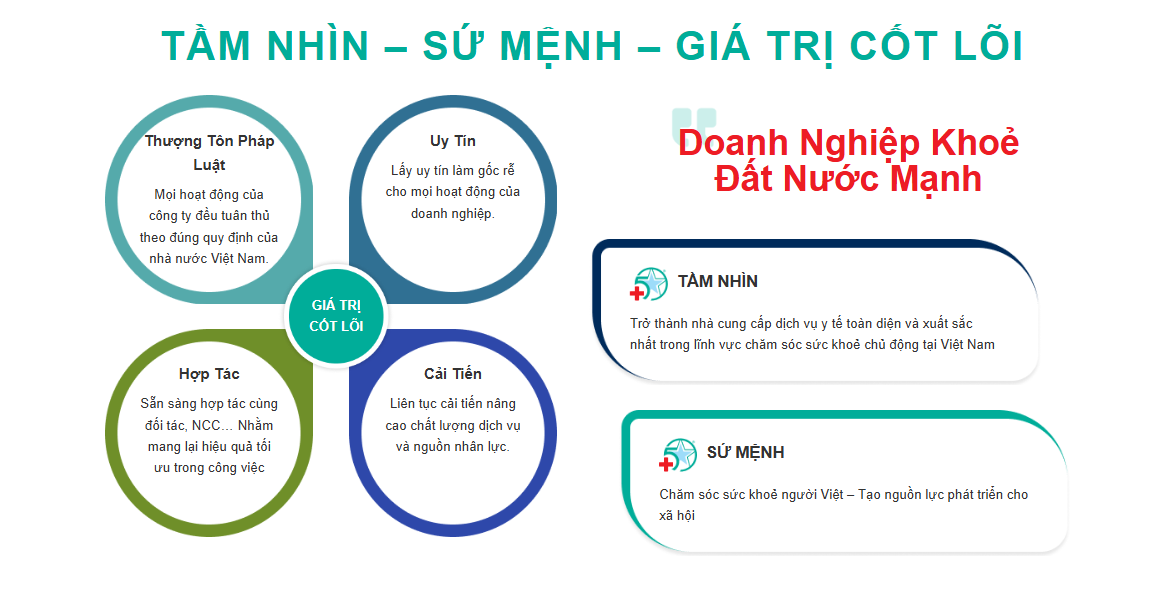 TẦM NHÌN – SỨ MỆNH – GIÁ TRỊ CỐT LÕI
Thượng Tôn Pháp
Luật
Mọi hoạt động của
công ty đều tuân thủ
theo đúng quy định của
nhà nước Việt Nam.
Uy Tín
Lấy uy tín làm gốc rễ
cho mọi hoạt động của
doanh nghiệp.
GIÁ TRỊ
CỐT LÕI
Hợp Tác
Sẵn sàng hợp tác cùng
đối tác, NCC… Nhằm
mang lại hiệu quả tối
ưu trong công việc
Cải Tiến
Liên tục cải tiến nâng
cao chất lượng dịch vụ
và nguồn nhân lực.
Doanh Nghiệp Khoẻ
Đất Nước Mạnh
TẦM NHÌN
Trở thành nhà cung cấp dịch vụ y tế toàn diện và xuất sắc
nhất trong lĩnh vực chăm sóc sức khoẻ chủ động tại Việt Nam
SỨ MỆNH
Chăm sóc sức khoẻ người Việt – Tạo nguồn lực phát triển cho
xã hội